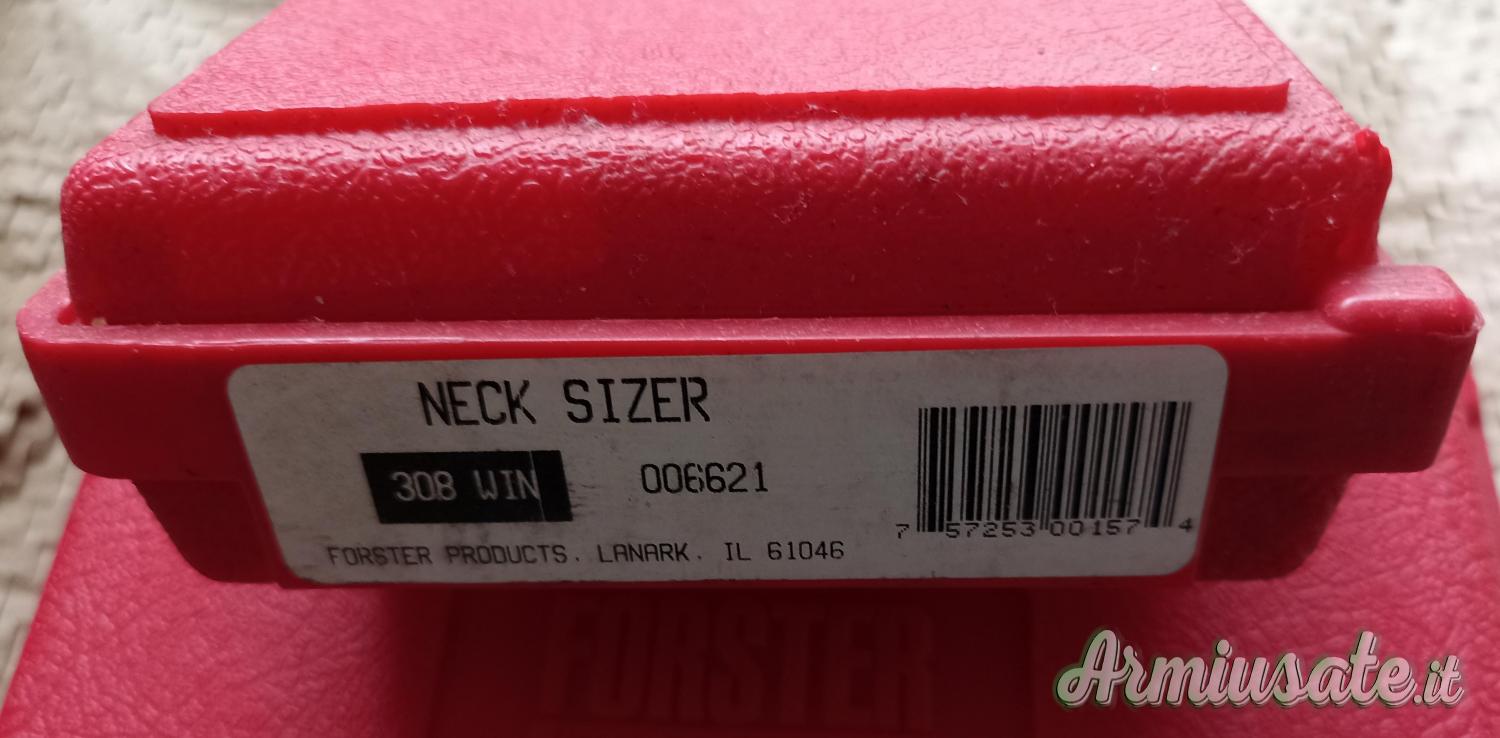 NECK SIZER
308 WIN
006621
7 57253 00157 4
FORSTER PRODUCTS. LANARK. IL 61046
FORSTER
Armiusate.it